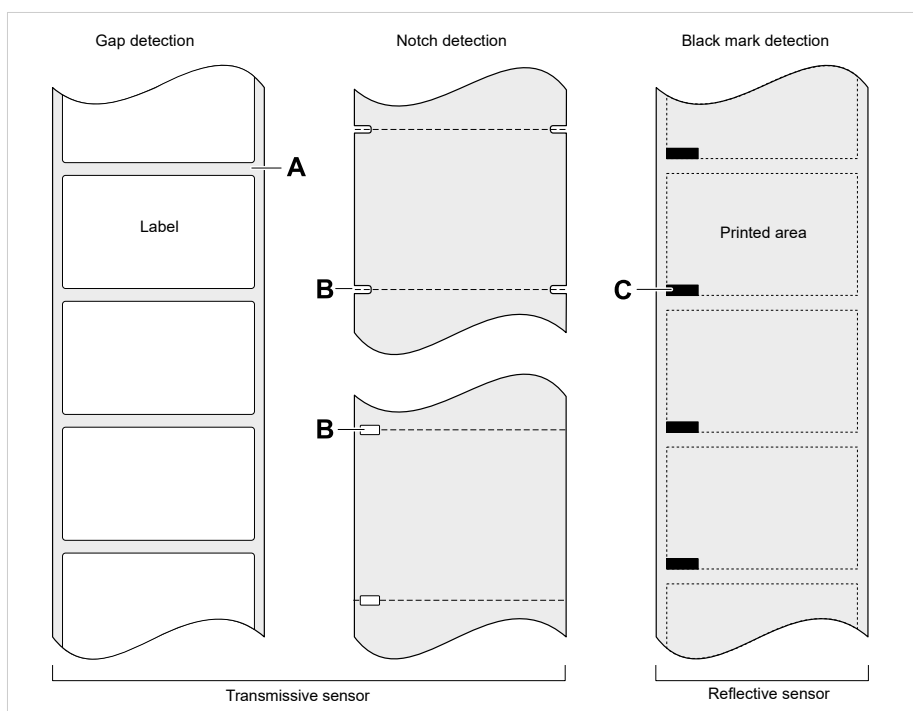 Gap detection
Notch detection
Black mark detection
A
Label
Printed area
B
C
B
Transmissive sensor
Reflective sensor